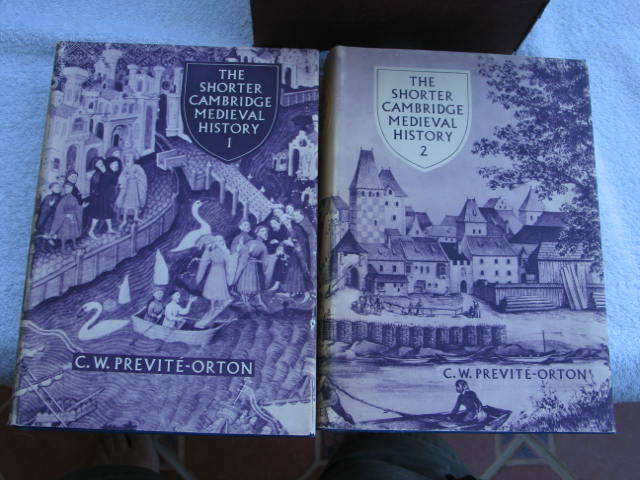 THE
SHORTER
CAMBRIDGE
MEDIEVAL
HISTORY
1
C. W. PREVITÉ-ORTON
THE
SHORTER
CAMBRIDGE
MEDIEVAL
HISTORY
2
C. W. PREVITÉ-ORTON